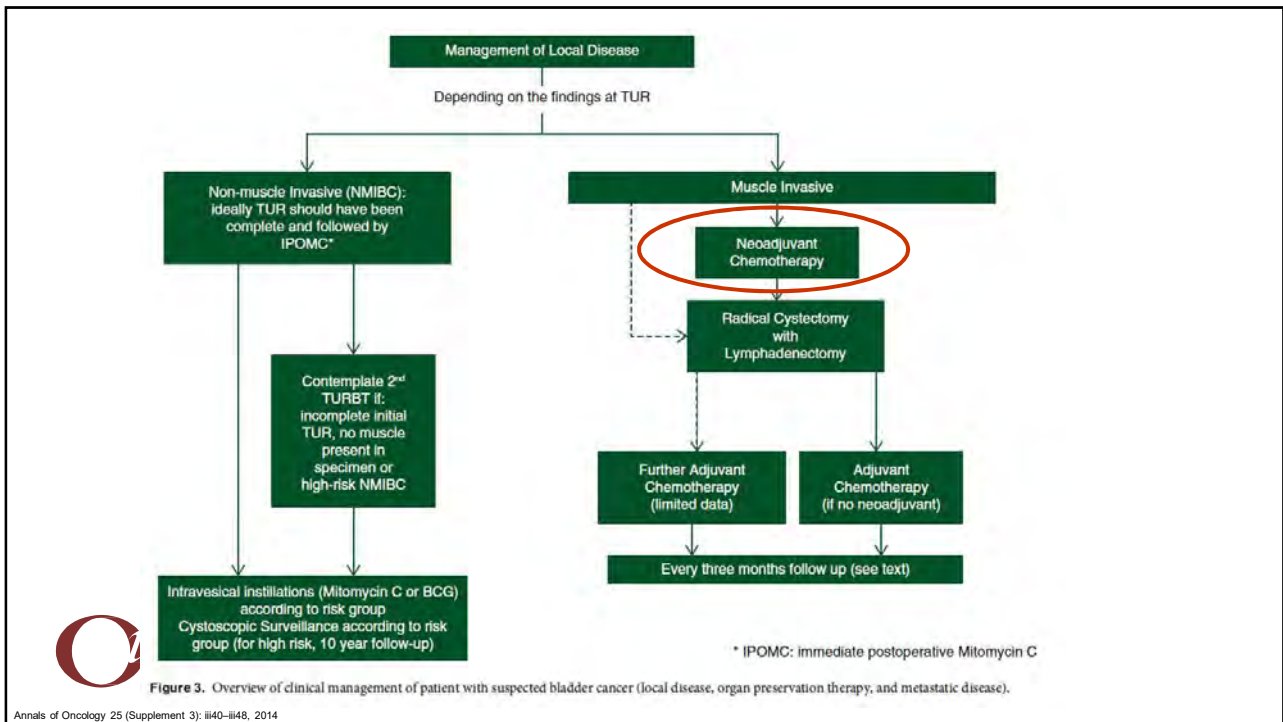 Management of Local Disease
Depending on the findings at TUR
Non-muscle Invasive (NMIBC):
ideally TUR should have been
complete and followed by
IPOMC*
Muscle Invasive
Neoadjuvant
Chemotherapy
Radical Cystectomy
with
Lymphadenectomy
Contemplate 2nd
TURBT if:
incomplete initial
TUR, no muscle
present in
specimen or
high-risk NMIBC
Further Adjuvant
Chemotherapy
(limited data)
Adjuvant
Chemotherapy
(if no neoadjuvant)
Every three months follow up (see text)
Intravesical instillations (Mitomycin C or BCG)
according to risk group
Cystoscopic Surveillance according to risk
group (for high risk, 10 year follow-up)
* IPOMC: immediate postoperative Mitomycin C
Figure 3. Overview of clinical management of patient with suspected bladder cancer (local disease, organ preservation therapy, and metastatic disease).
Annals of Oncology 25 (Supplement 3): iii40–iii48, 2014